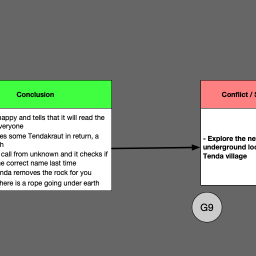 Conclusion
happy and tells that it will read the
everyone
es some Tendakraut in return, a
h
call from unknown and it checks if
e correct name last time
nda removes the rock for you
here is a rope going under earth
Conflict /
- Explore the ne
underground loc
Tenda village
G9